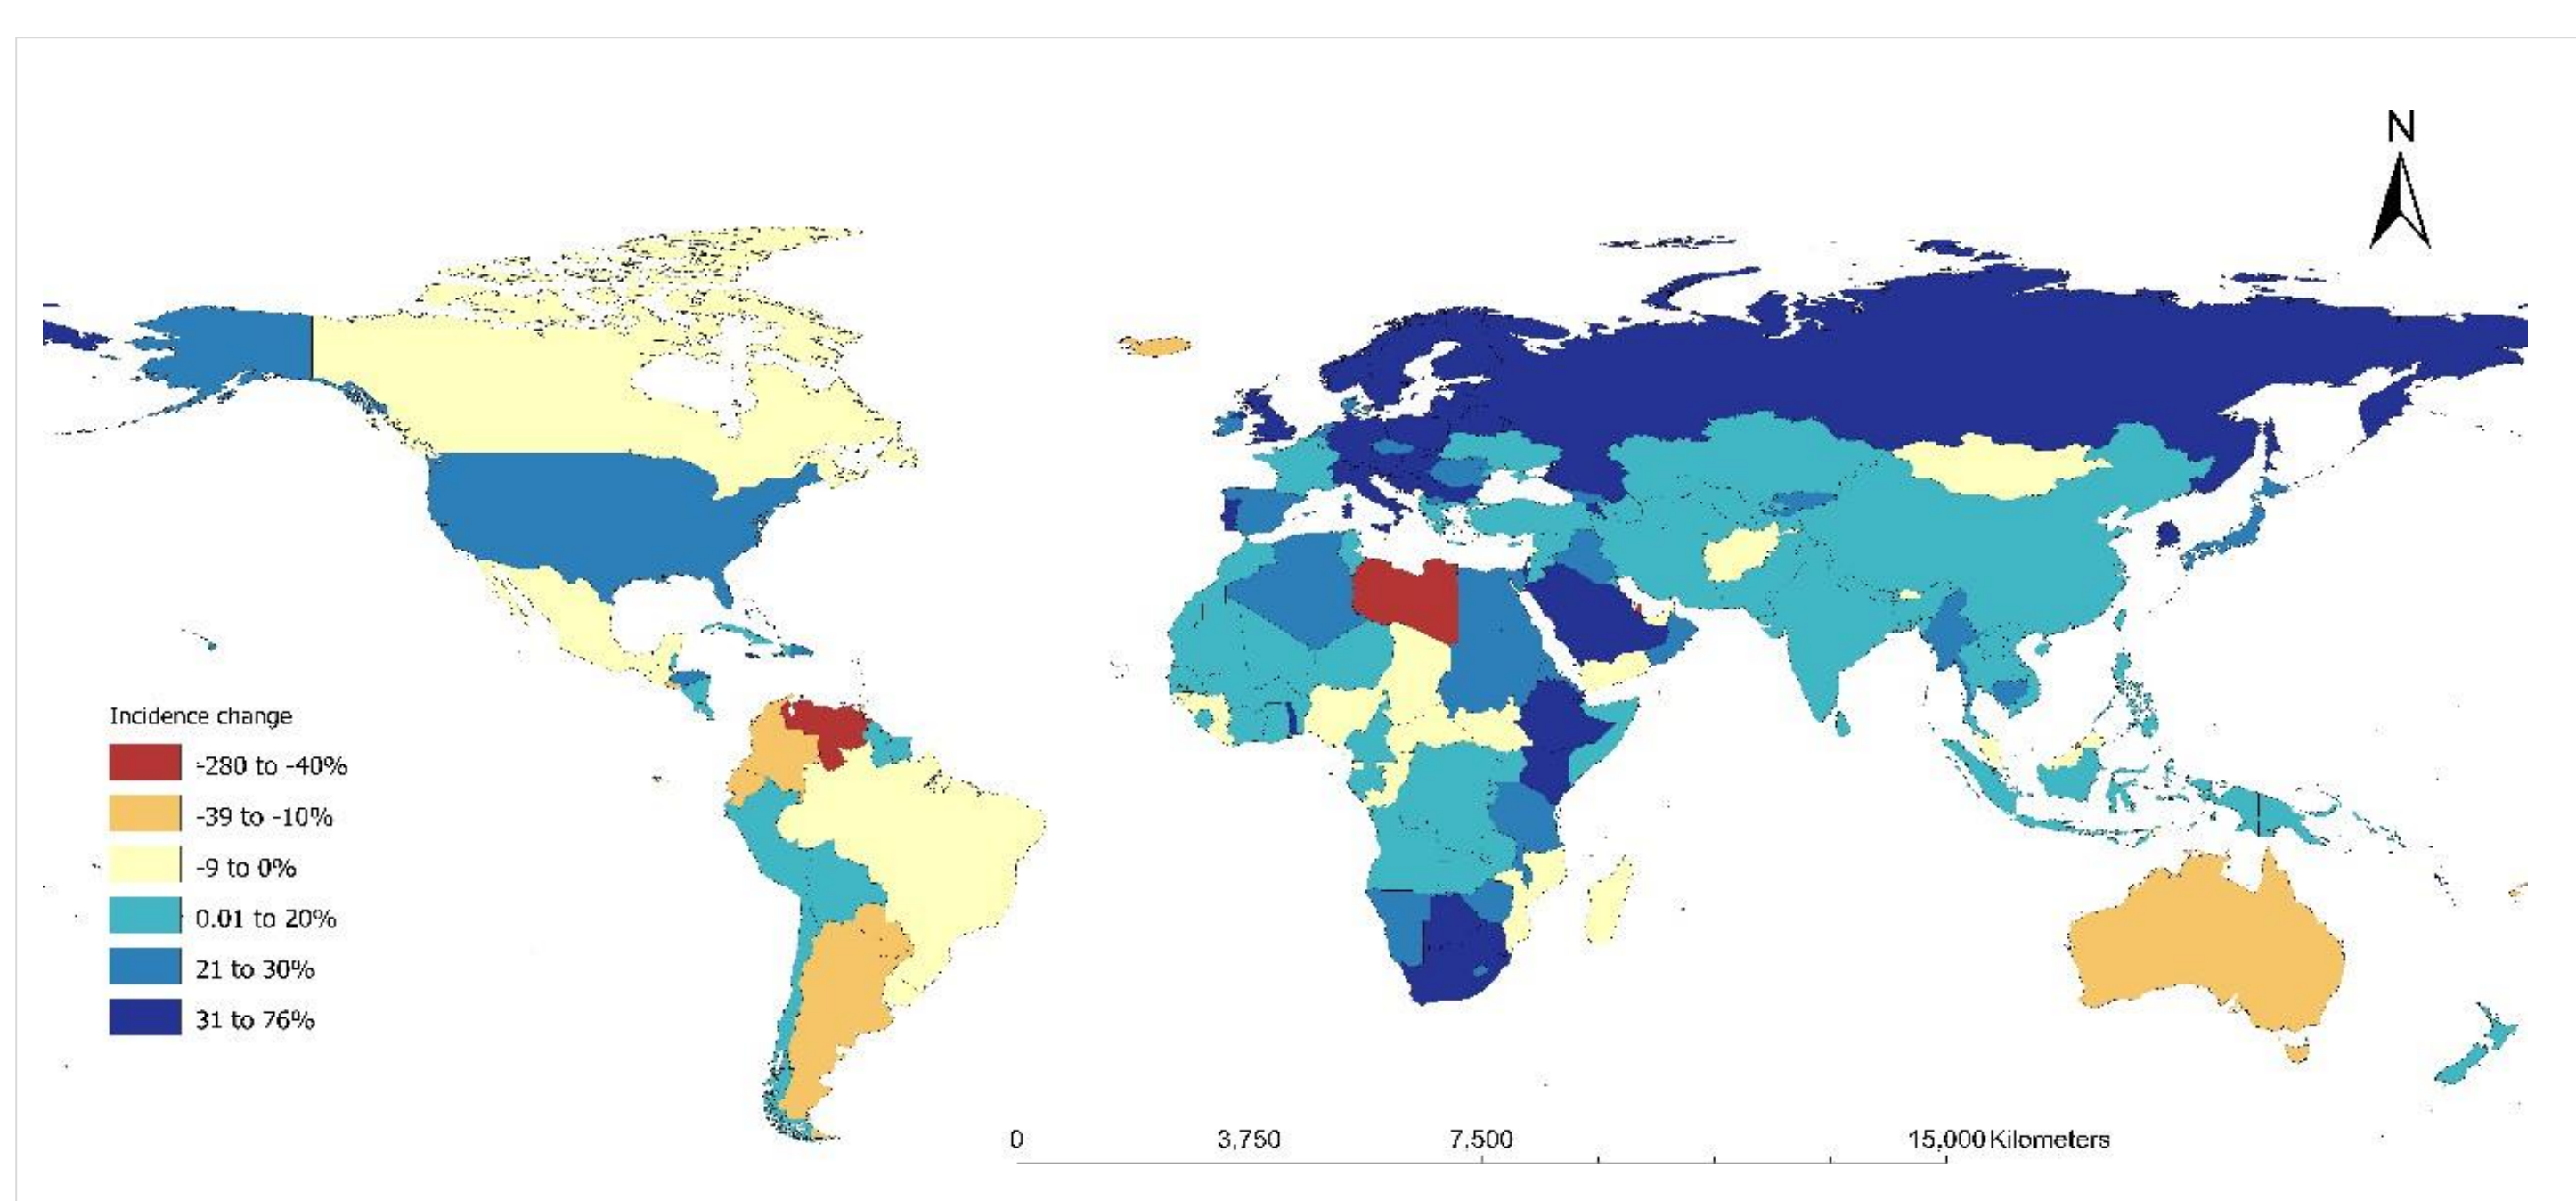 N
Incidence change
-280 to -40%
-39 to -10%
-9 to 0%
0.01 to 20%
21 to 30%
31 to 76%
0 3,750 7,500 15,000 Kilometers